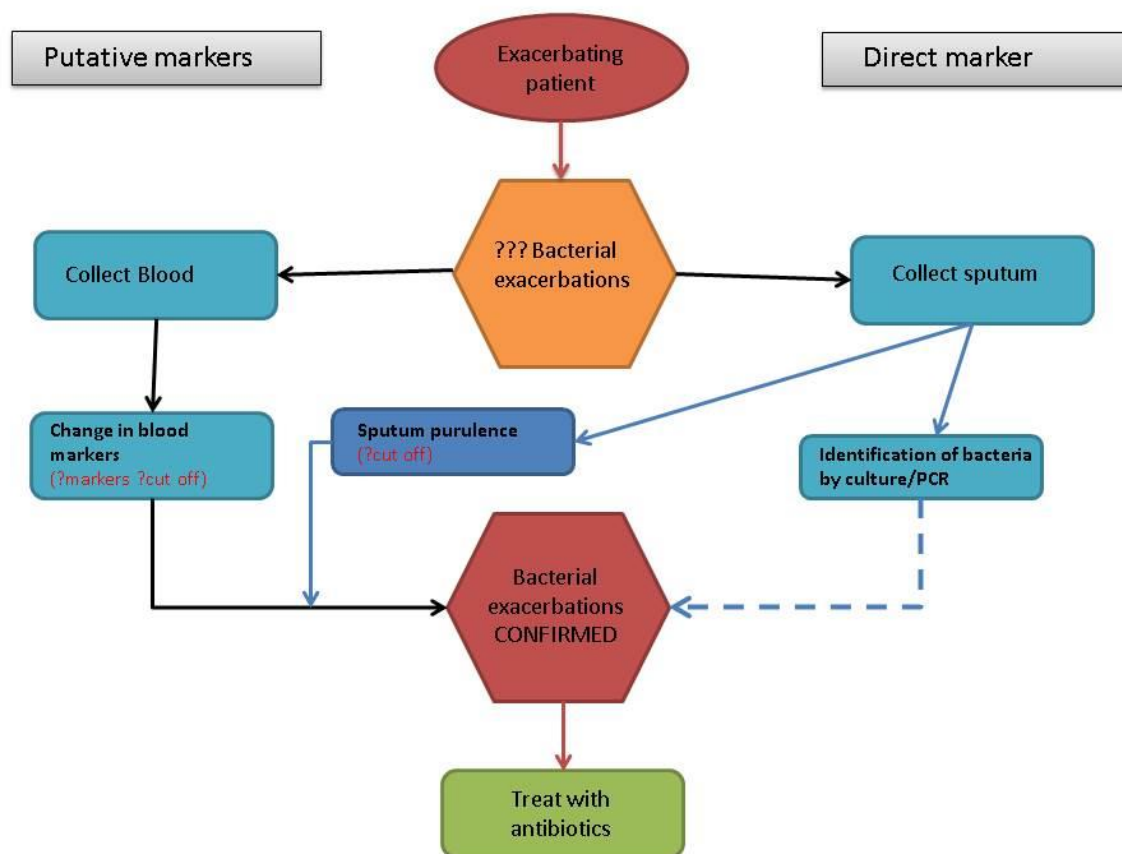 Putative markers
Exacerbating
patient
Direct marker
??? Bacterial
exacerbations
Collect Blood
Collect sputum
Change in blood
markers
(?markers ?cut off)
Sputum purulence
(?cut off)
Identification of bacteria
by culture/PCR
Bacterial
exacerbations
CONFIRMED
Treat with
antibiotics